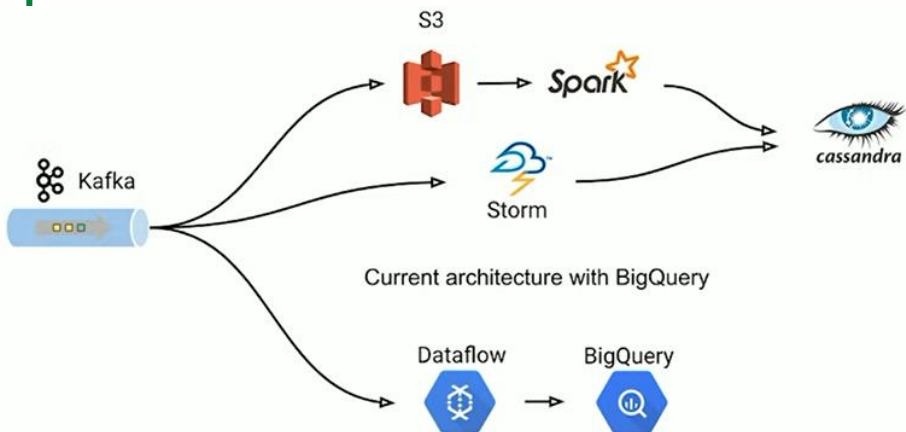 S3
Spark
cassandra
Kafka
Storm
Current architecture with BigQuery
Dataflow
BigQuery